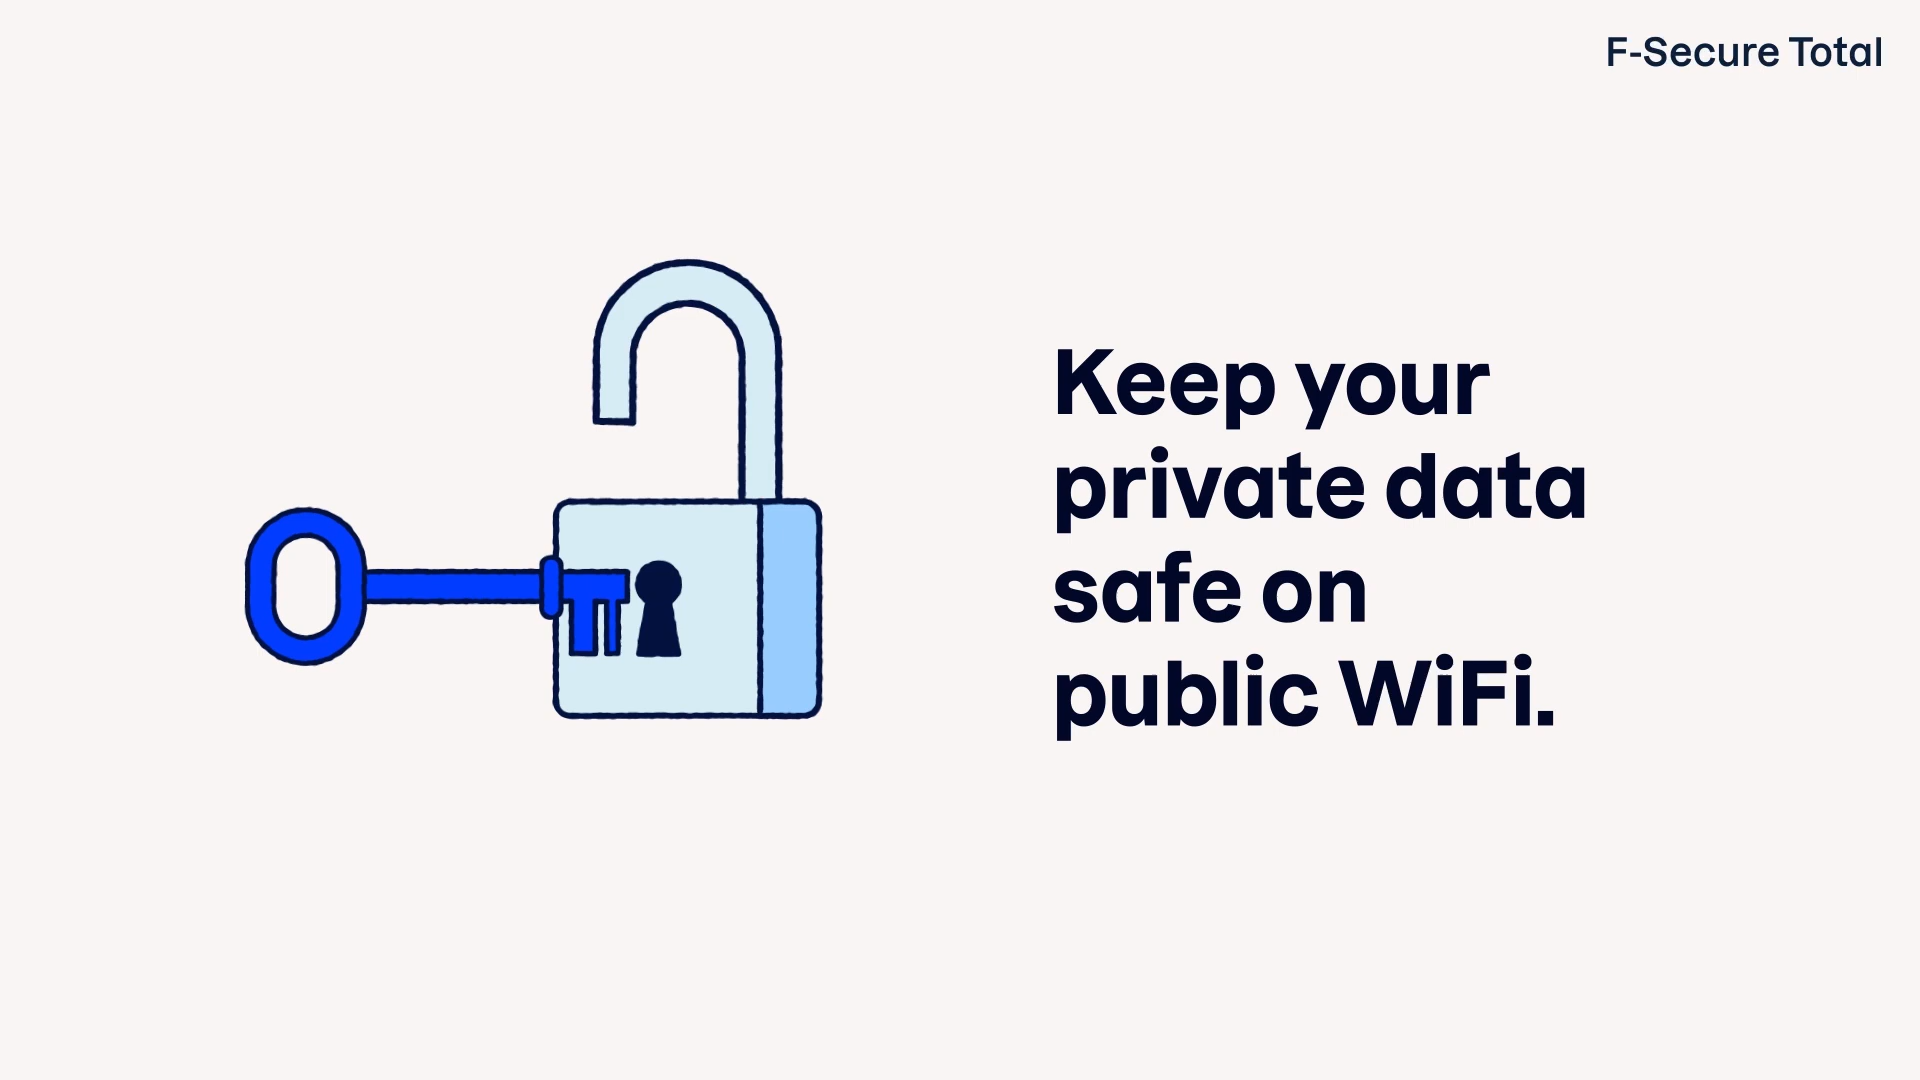 F-Secure Total
Keep your
private data
safe on
public WiFi.